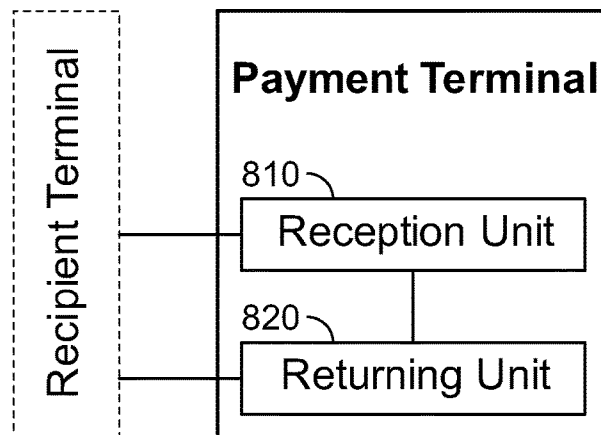 Recipient Terminal
Payment Terminal
810
Reception Unit
820
Returning Unit